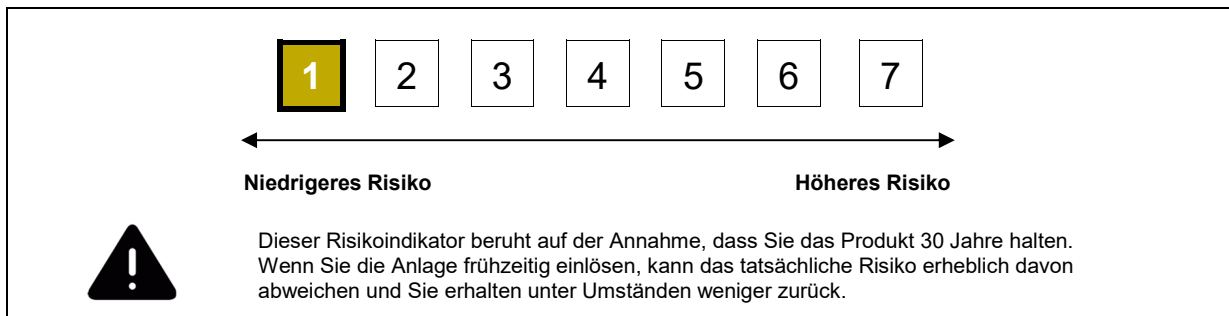 1 2 3 4 5 6 7
Niedrigeres Risiko Höheres Risiko
Dieser Risikoindikator beruht auf der Annahme, dass Sie das Produkt 30 Jahre halten.
Wenn Sie die Anlage frühzeitig einlösen, kann das tatsächliche Risiko erheblich davon
abweichen und Sie erhalten unter Umständen weniger zurück.